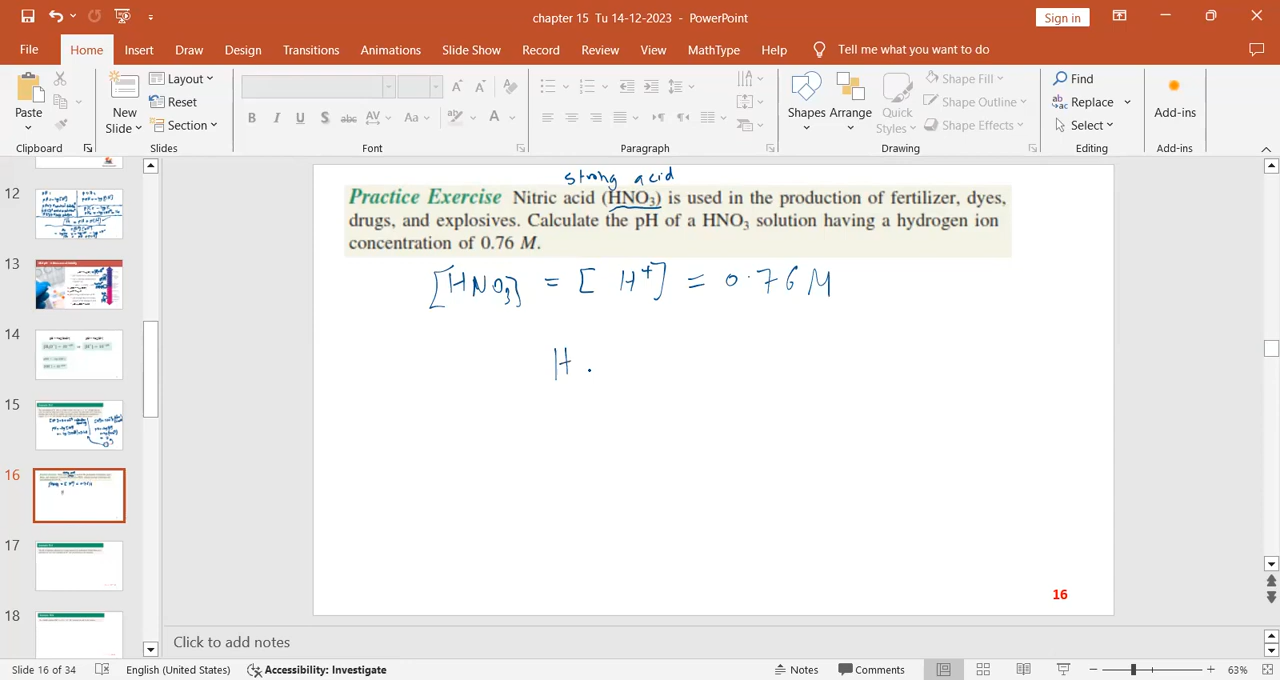 chapter 15 Tu 14-12-2023 - PowerPoint
Sign in
File Home Insert Draw Design Transitions Animations Slide Show Record Review View MathType Help Tell me what you want to do
Paste
New Slide
Layout
Reset
Section
B I U S abc AV Aa A
Shapes
Arrange
Quick Styles
Shape Fill
Shape Outline
Shape Effects
Find
Replace
Select
Add-ins
Clipboard Slides Font Paragraph Drawing Editing Add-ins
12
13
14
15
16
17
18
strong acid
Practice Exercise Nitric acid (HNO₃) is used in the production of fertilizer, dyes,
drugs, and explosives. Calculate the pH of a HNO₃ solution having a hydrogen ion
concentration of 0.76 M.
[HNO₃] = [ H⁺] = 0.76 M
H .
16
Click to add notes
Slide 16 of 34 English (United States) Accessibility: Investigate Notes Comments 63%